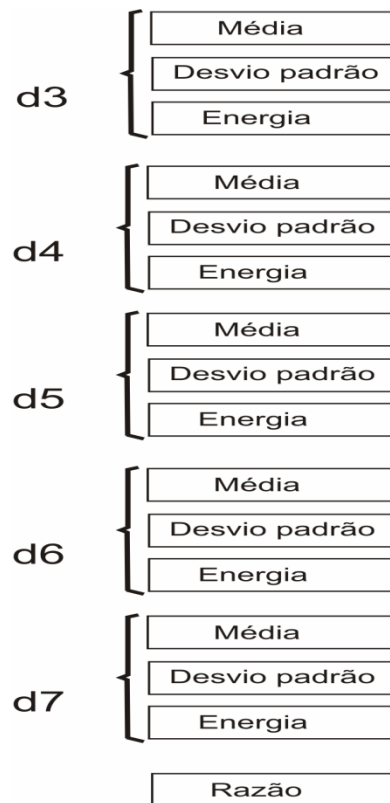 Média
d3
Desvio padrão
Energia
Média
d4
Desvio padrão
Energia
Média
d5
Desvio padrão
Energia
Média
d6
Desvio padrão
Energia
Média
d7
Desvio padrão
Energia
Razão